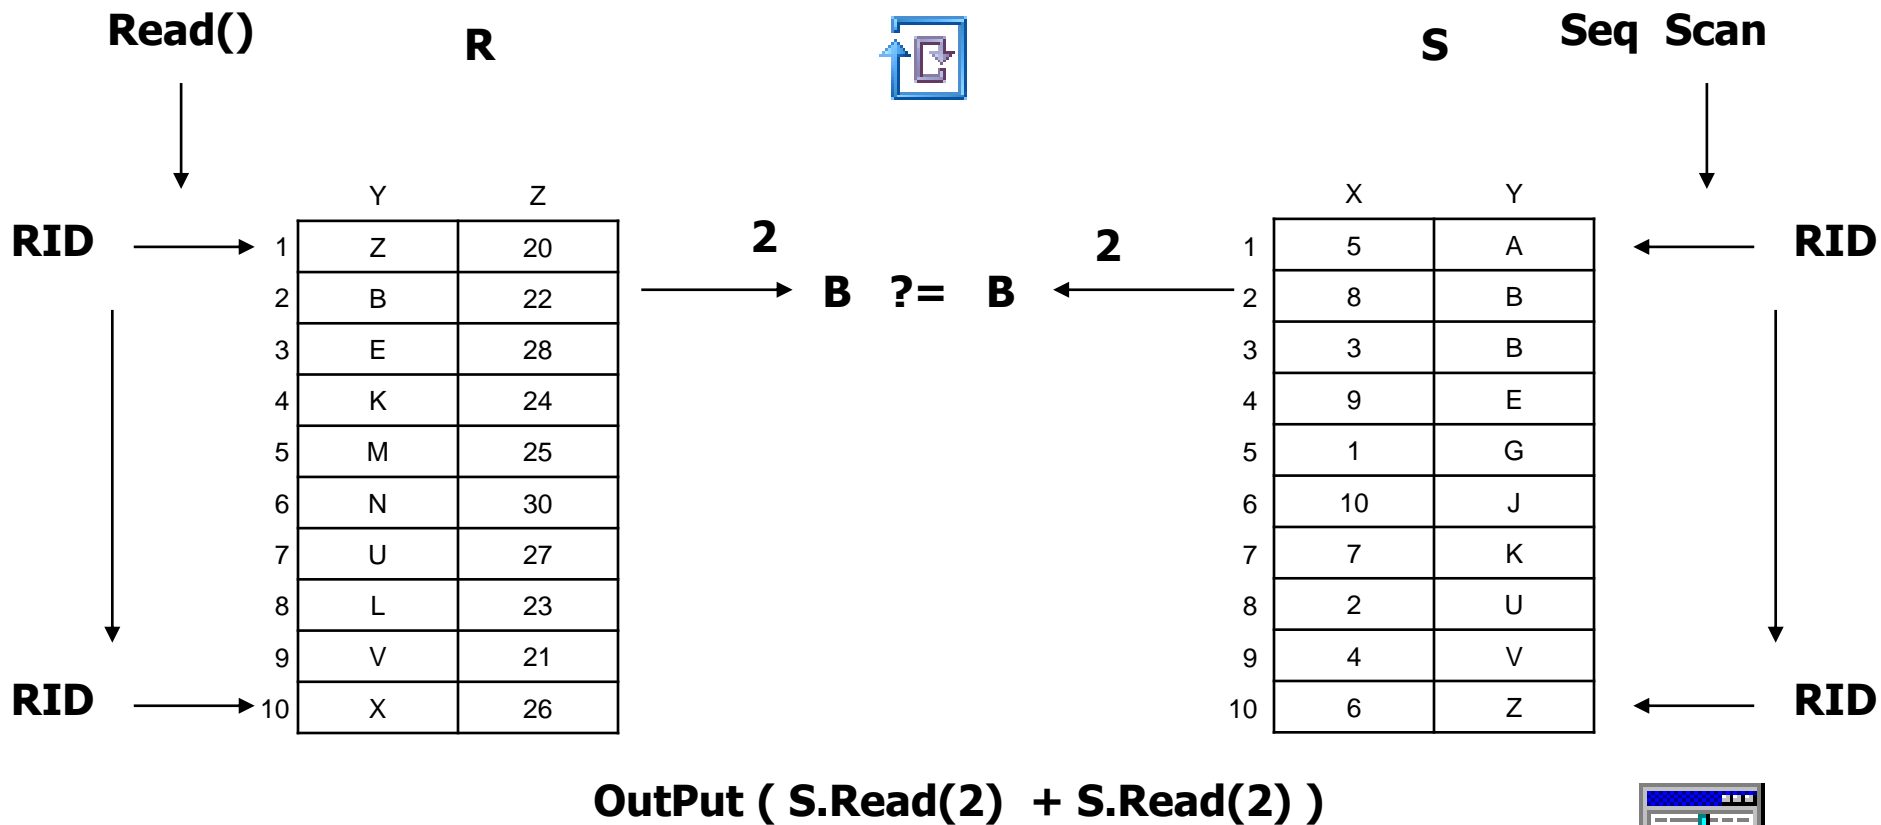 Read() R S Seq Scan
Y Z X Y
RID 1 Z 20 2 2 1 5 A RID
2 B 22 B ?= B 2 8 B
3 E 28 3 3 B
4 K 24 4 9 E
5 M 25 5 1 G
6 N 30 6 10 J
7 U 27 7 7 K
8 L 23 8 2 U
9 V 21 9 4 V
RID 10 X 26 10 6 Z RID
OutPut ( S.Read(2) + S.Read(2) )